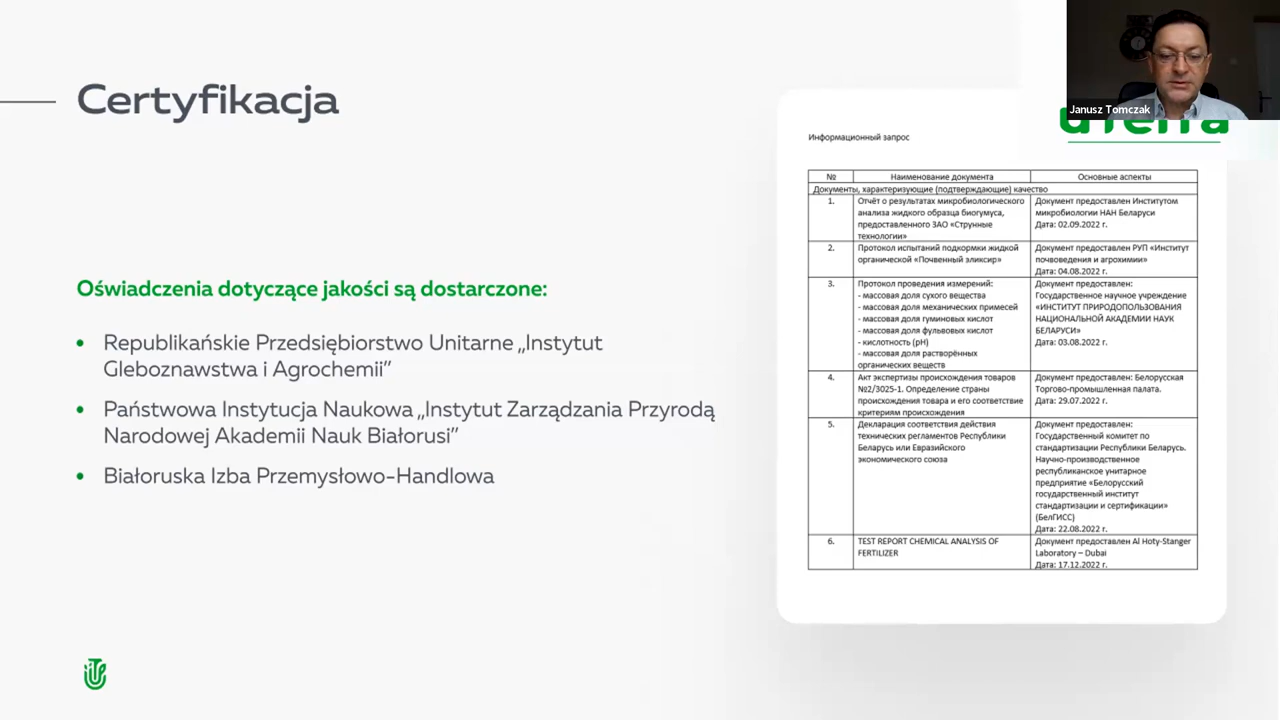 Certyfikacja
Oświadczenia dotyczące jakości są dostarczone:
• Republikańskie Przedsiębiorstwo Unitarne „Instytut
Gleboznawstwa i Agrochemii”
• Państwowa Instytucja Naukowa „Instytut Zarządzania Przyrodą
Narodowej Akademii Nauk Białorusi”
• Białoruska Izba Przemysłowo-Handlowa
Janusz Tomczak
Информационный запрос
№ Наименование документа Основные аспекты
Документы, характеризующие (подтверждающие) качество
1. Отчёт о результатах микробиологического Документ предоставлен Институтом
анализа жидкого образца биогумуса, микробиологии НАН Беларуси
предоставленного ЗАО «Струнные Дата: 02.09.2022 г.
технологии»
2. Протокол испытаний подкормки жидкой Документ предоставлен РУП «Институт
органической «Почвенный эликсир» почвоведения и агрохимии»
Дата: 04.08.2022 г.
3. Протокол проведения измерений: Документ предоставлен:
- массовая доля сухого вещества Государственное научное учреждение
- массовая доля механических примесей «ИНСТИТУТ ПРИРОДОПОЛЬЗОВАНИЯ
- массовая доля гуминовых кислот НАЦИОНАЛЬНОЙ АКАДЕМИИ НАУК
- массовая доля фульвовых кислот БЕЛАРУСИ»
- кислотность (pH) Дата: 03.08.2022 г.
- массовая доля растворённых
органических веществ
4. Акт экспертизы происхождения товаров Документ предоставлен: Белорусская
№2/3025-1. Определение страны Торгово-промышленная палата.
происхождения товара и его соответствие Дата: 29.07.2022 г.
критериям происхождения
5. Декларация соответствия действия Документ предоставлен:
технических регламентов Республики Государственный комитет по
Беларусь или Евразийского стандартизации Республики Беларусь.
экономического союза Научно-производственное
республиканское унитарное
предприятие «Белорусский
государственный институт
стандартизации и сертификации»
(БелГИСС)
Дата: 22.08.2022 г.
6. TEST REPORT CHEMICAL ANALYSIS OF Документ предоставлен Al Hoty-Stanger
FERTILIZER Laboratory – Dubai
Дата: 17.12.2022 г.